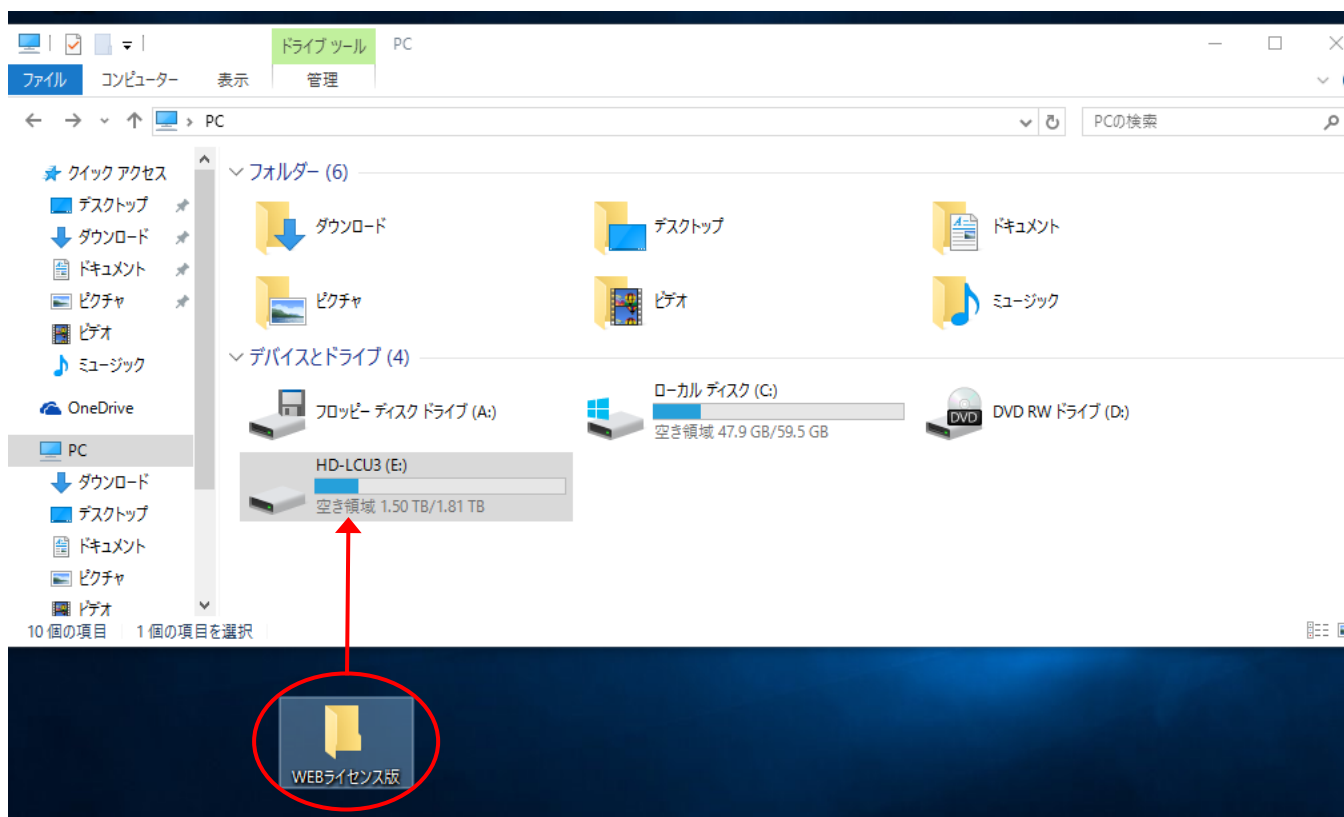 ドライブ ツール
PC
ファイル
コンピューター
表示
管理
PC
PCの検索
クイック アクセス
デスクトップ
ダウンロード
ドキュメント
ピクチャ
ビデオ
ミュージック
OneDrive
PC
ダウンロード
デスクトップ
ドキュメント
ピクチャ
ビデオ
フォルダー (6)
ダウンロード
デスクトップ
ドキュメント
ピクチャ
ビデオ
ミュージック
デバイスとドライブ (4)
フロッピー ディスク ドライブ (A:)
ローカル ディスク (C:)
空き領域 47.9 GB/59.5 GB
DVD
DVD RW ドライブ (D:)
HD-LCU3 (E:)
空き領域 1.50 TB/1.81 TB
10 個の項目
1 個の項目を選択
WEBライセンス版